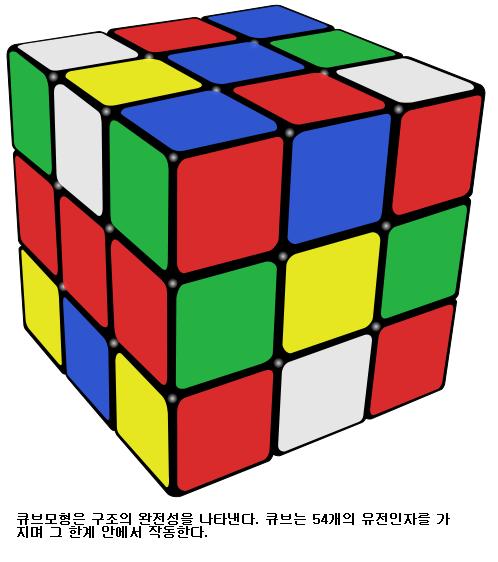 큐브모형은 구조의 완전성을 나타낸다. 큐브는 54개의 유전인자를 가
지며 그 한계 안에서 작동한다.